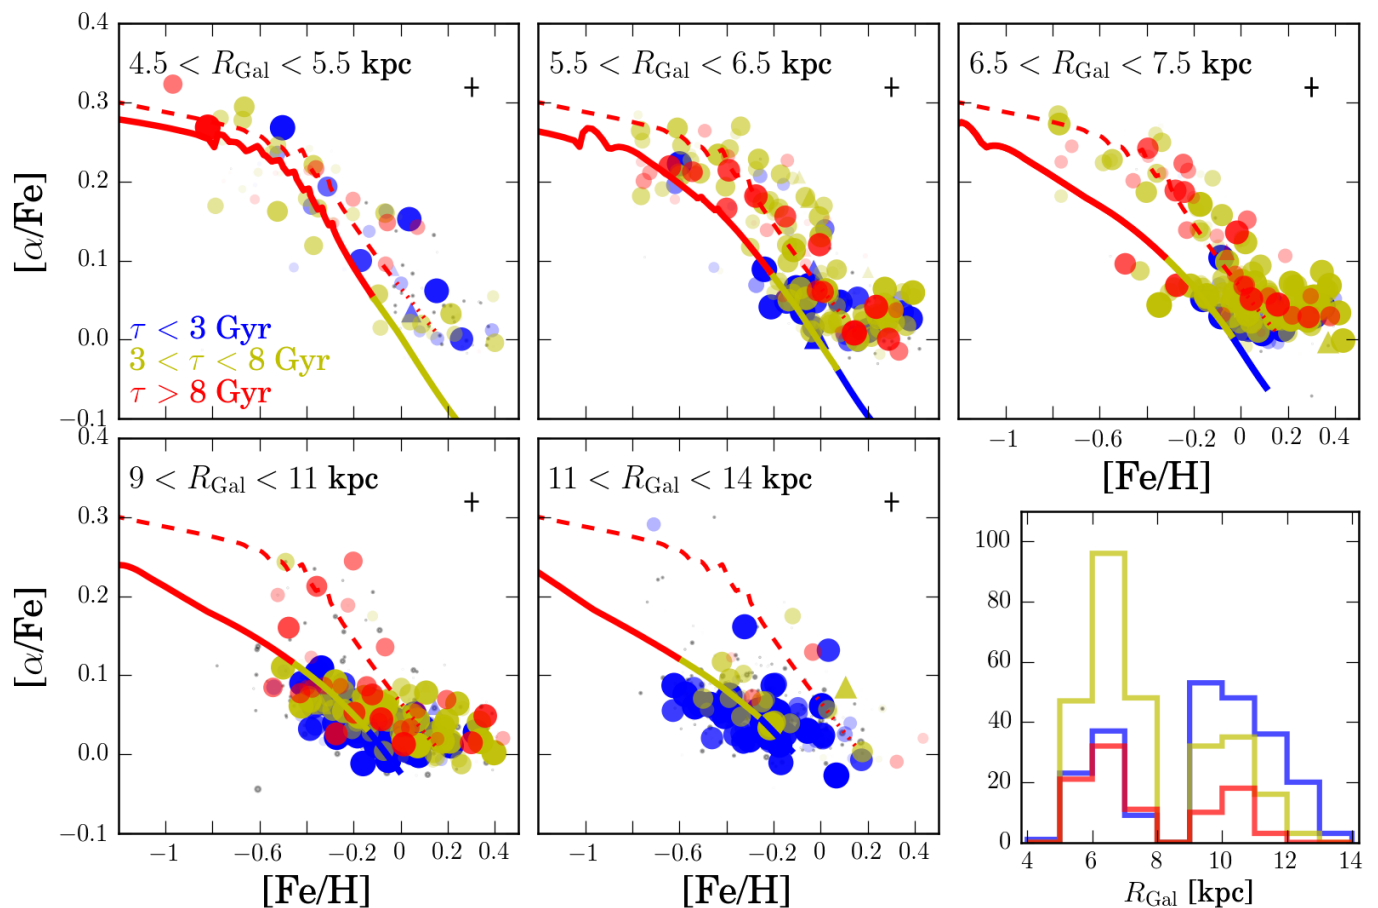 4.5 < R_Gal < 5.5 kpc
5.5 < R_Gal < 6.5 kpc
6.5 < R_Gal < 7.5 kpc
0.4
0.3
0.2
0.1
0.0
−0.1
[α/Fe]
τ < 3 Gyr
3 < τ < 8 Gyr
τ > 8 Gyr
−1 −0.6 −0.2 0 0.2 0.4
[Fe/H]
9 < R_Gal < 11 kpc
11 < R_Gal < 14 kpc
0.4
0.3
0.2
0.1
0.0
−0.1
[α/Fe]
−1 −0.6 −0.2 0 0.4
[Fe/H]
−1 −0.6 −0.2 0 0.4
[Fe/H]
100
80
60
40
20
0
4 6 8 10 12 14
R_Gal [kpc]